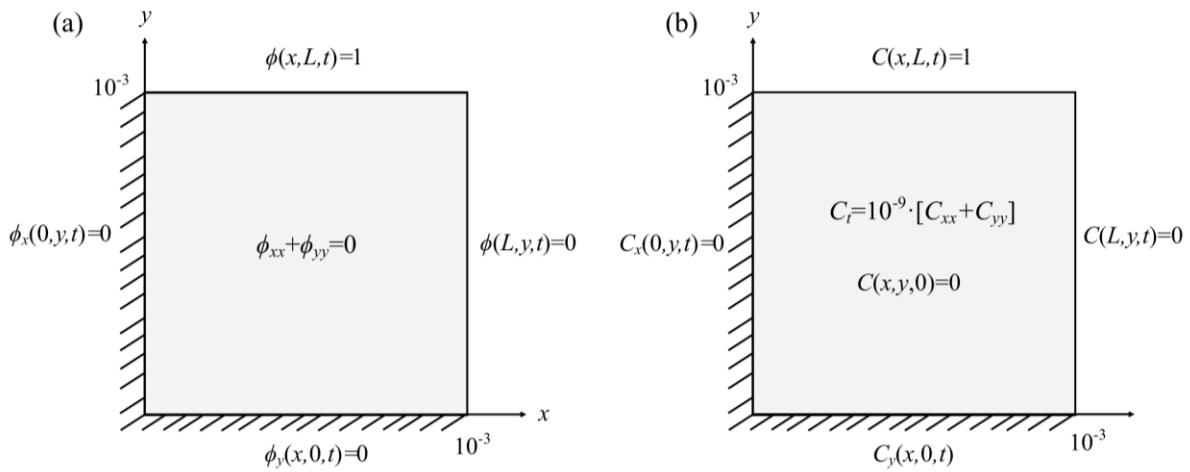 (a)
y
ϕ(x,L,t)=1
10⁻³
ϕₓ(0,y,t)=0
ϕₓₓ+ϕyy=0
ϕ(L,y,t)=0
x
10⁻³
ϕy(x,0,t)=0
(b)
y
C(x,L,t)=1
10⁻³
Cₓ(0,y,t)=0
Cₜ=10⁻⁹·[Cₓₓ+Cyy]
C(x,y,0)=0
C(L,y,t)=0
10⁻³
Cy(x,0,t)